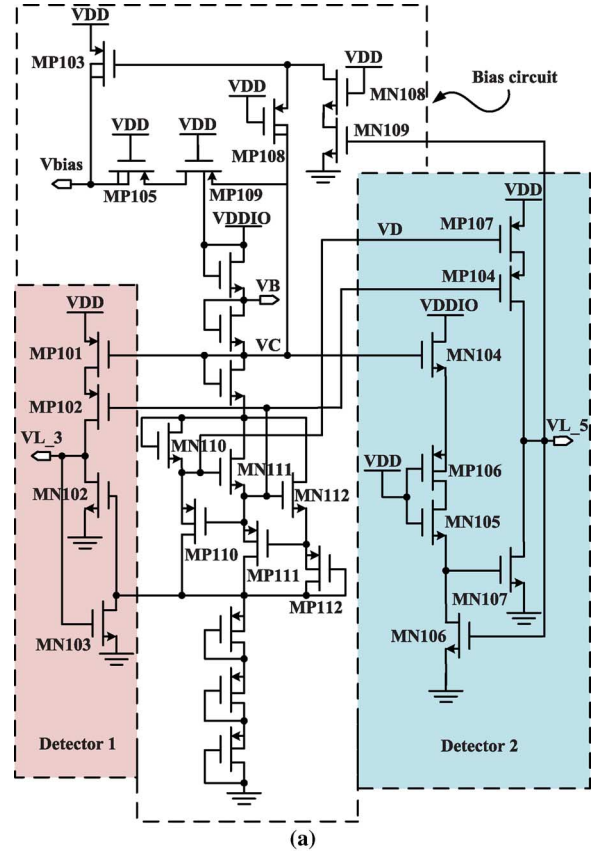 VDD
MP103
VDD
MN108
Bias circuit
VDD
MP108
MN109
VDD
VDD
Vbias
MP105
MP109
VDD
VDDIO
VD
MP107
VB
MP104
VDD
VDDIO
MP101
VC
MN104
MP102
VL_3
MN110
VL_5
MN111
VDD
MN102
MN112
MP106
MN105
MP110
MP111
MP112
MN107
MN103
MN106
Detector 1
Detector 2
(a)